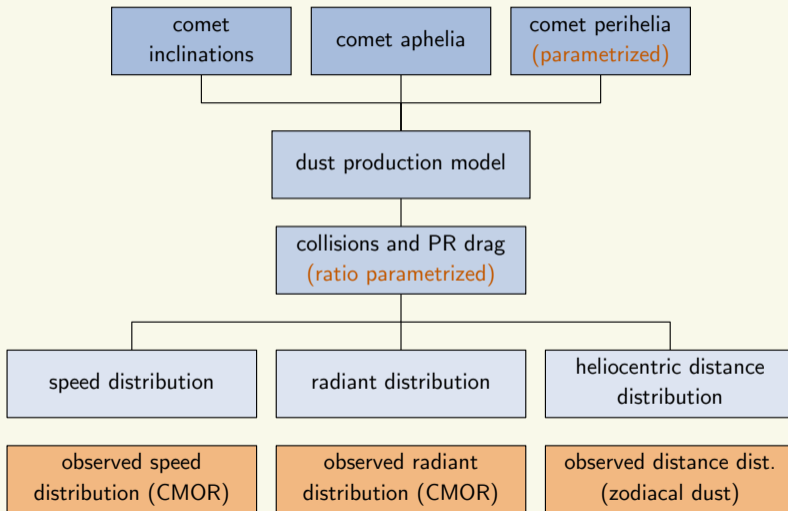 comet
inclinations
comet aphelia
comet perihelia
(parametrized)
dust production model
collisions and PR drag
(ratio parametrized)
speed distribution
radiant distribution
heliocentric distance
distribution
observed speed
distribution (CMOR)
observed radiant
distribution (CMOR)
observed distance dist.
(zodiacal dust)